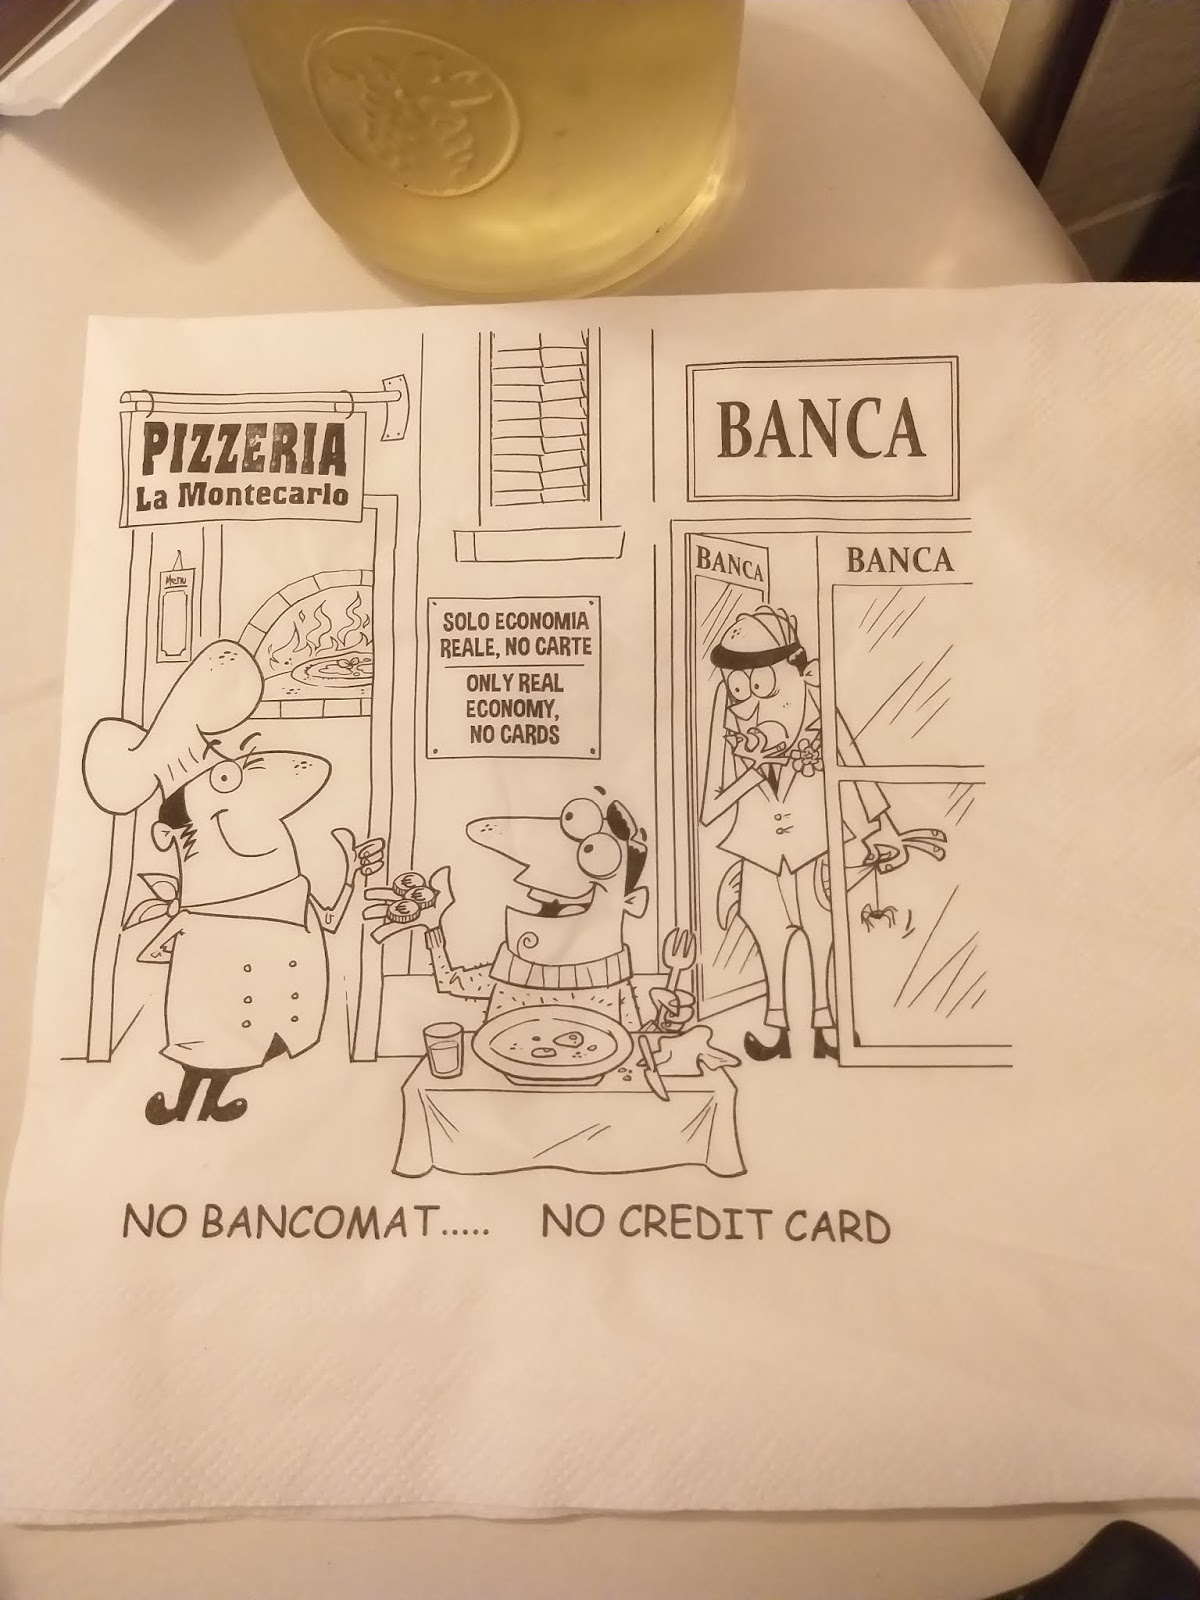 PIZZERIA
La Montecarlo
Menu
SOLO ECONOMIA
REALE, NO CARTE
ONLY REAL
ECONOMY,
NO CARDS
BANCA
BANCA
BANCA
NO BANCOMAT..... NO CREDIT CARD